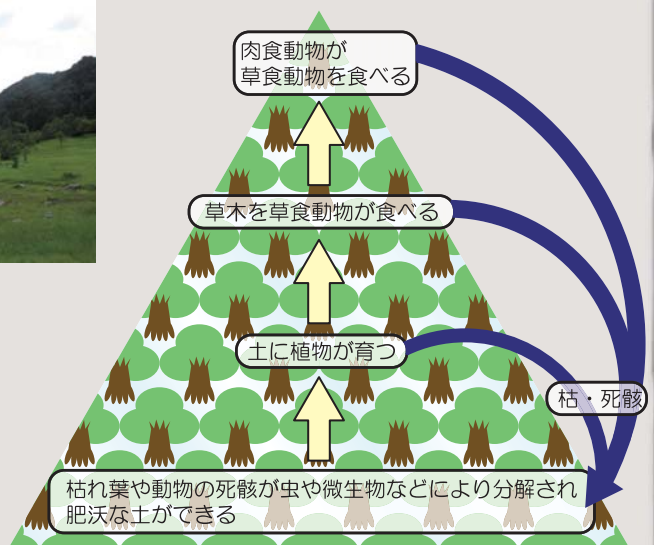 肉食動物が
草食動物を食べる
草木を草食動物が食べる
土に植物が育つ
枯・死骸
枯れ葉や動物の死骸が虫や微生物などにより分解され
肥沃な土ができる